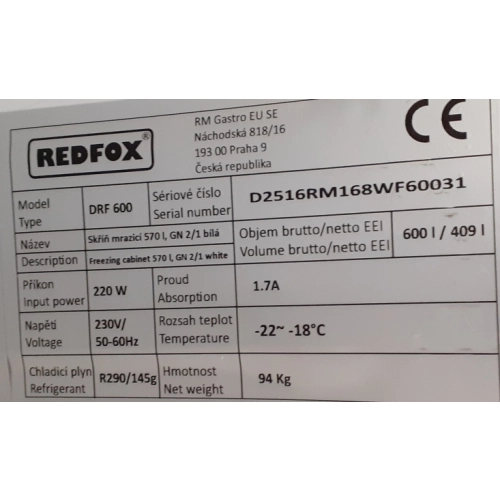 REDFOX®
RM Gastro EU SE
Náchodská 818/16
193 00 Praha 9
Česká republika
CE
Model
Type
DRF 600
Sériové číslo
Serial number
D2516RM168WF60031
Název
Description
Skříň mrazicí 570 l, GN 2/1 bílá
Freezing cabinet 570 l, GN 2/1 white
Objem brutto/netto EEI
Volume brutto/netto EEI
600 l / 409 l
Příkon
Input power
220 W
Proud
Absorption
1.7A
Napětí
Voltage
230V/
50-60Hz
Rozsah teplot
Temperature
-22~ -18°C
Chladicí plyn
Refrigerant
R290/145g
Hmotnost
Net weight
94 Kg